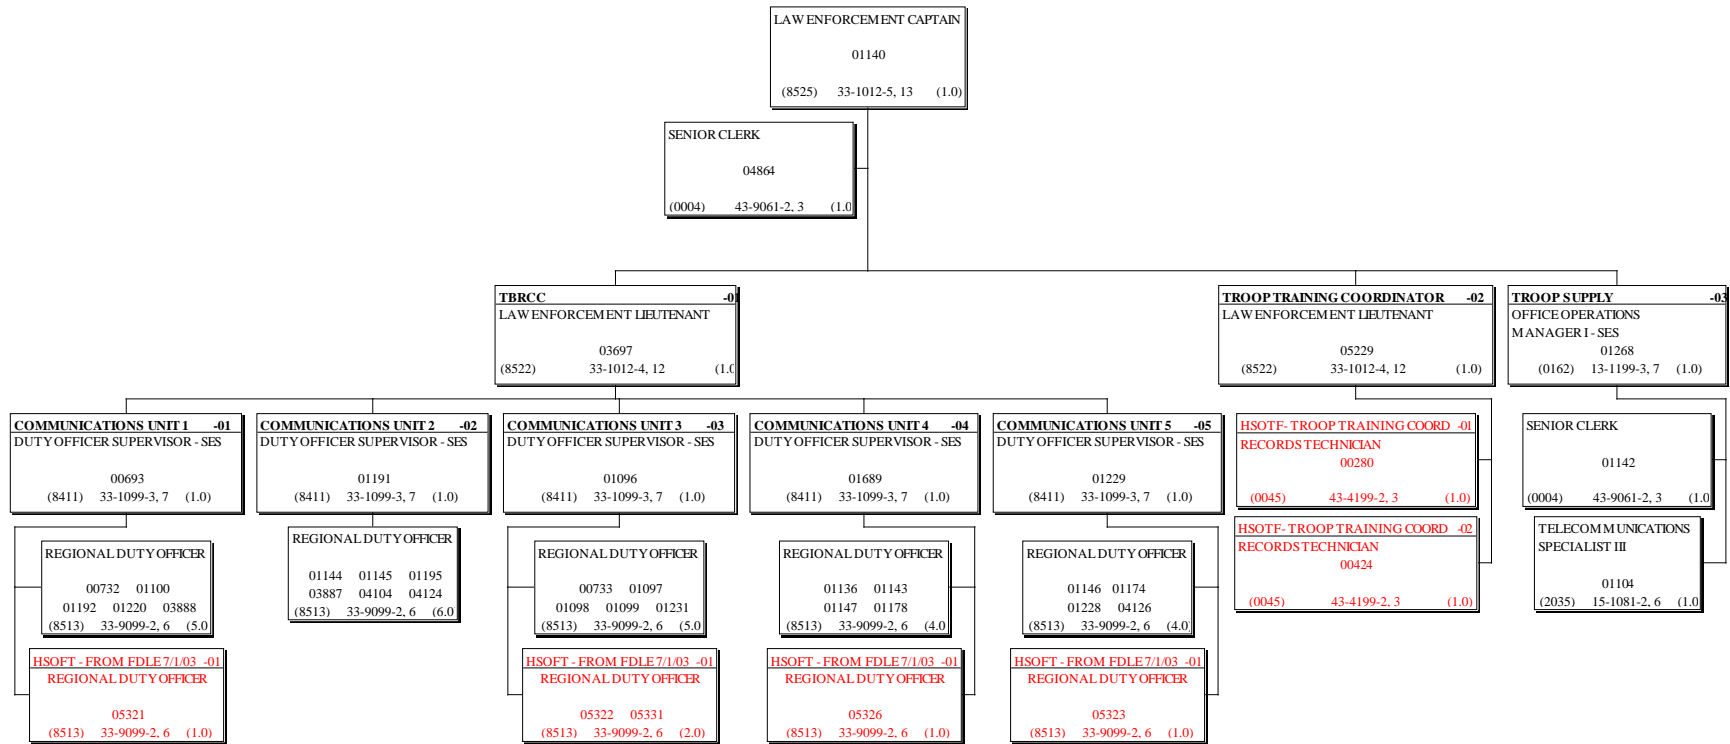 LAW ENFORCEMENT CAPTAIN
01140
(8525) 33-1012-5, 13 (1.0)
SENIOR CLERK
04864
(0004) 43-9061-2, 3 (1.0
TBRCC -01
LAW ENFORCEMENT LIEUTENANT
03697
(8522) 33-1012-4, 12 (1.0
TROOP TRAINING COORDINATOR -02
LAW ENFORCEMENT LIEUTENANT
05229
(8522) 33-1012-4, 12 (1.0)
TROOP SUPPLY -03
OFFICE OPERATIONS
MANAGER I - SES
01268
(0162) 13-1199-3, 7 (1.0)
COMMUNICATIONS UNIT 1 -01
DUTY OFFICER SUPERVISOR - SES
00693
(8411) 33-1099-3, 7 (1.0)
COMMUNICATIONS UNIT 2 -02
DUTY OFFICER SUPERVISOR - SES
01191
(8411) 33-1099-3, 7 (1.0)
COMMUNICATIONS UNIT 3 -03
DUTY OFFICER SUPERVISOR - SES
01096
(8411) 33-1099-3, 7 (1.0)
COMMUNICATIONS UNIT 4 -04
DUTY OFFICER SUPERVISOR - SES
01689
(8411) 33-1099-3, 7 (1.0)
COMMUNICATIONS UNIT 5 -05
DUTY OFFICER SUPERVISOR - SES
01229
(8411) 33-1099-3, 7 (1.0)
HSOTF- TROOP TRAINING COORD -01
RECORDS TECHNICIAN
00280
(0045) 43-4199-2, 3 (1.0)
SENIOR CLERK
01142
(0004) 43-9061-2, 3 (1.0
REGIONAL DUTY OFFICER
00732 01100
01192 01220 03888
(8513) 33-9099-2, 6 (5.0
REGIONAL DUTY OFFICER
01144 01145 01195
03887 04104 04124
(8513) 33-9099-2, 6 (6.0
REGIONAL DUTY OFFICER
00733 01097
01098 01099 01231
(8513) 33-9099-2, 6 (5.0
REGIONAL DUTY OFFICER
01136 01143
01147 01178
(8513) 33-9099-2, 6 (4.0
REGIONAL DUTY OFFICER
01146 01174
01228 04126
(8513) 33-9099-2, 6 (4.0
HSOTF- TROOP TRAINING COORD -02
RECORDS TECHNICIAN
00424
(0045) 43-4199-2, 3 (1.0)
TELECOMMUNICATIONS
SPECIALIST III
01104
(2035) 15-1081-2, 6 (1.0
HSOFT - FROM FDLE 7/1/03 -01
REGIONAL DUTY OFFICER
05321
(8513) 33-9099-2, 6 (1.0)
HSOFT - FROM FDLE 7/1/03 -01
REGIONAL DUTY OFFICER
05322 05331
(8513) 33-9099-2, 6 (2.0)
HSOFT - FROM FDLE 7/1/03 -01
REGIONAL DUTY OFFICER
05326
(8513) 33-9099-2, 6 (1.0)
HSOFT - FROM FDLE 7/1/03 -01
REGIONAL DUTY OFFICER
05323
(8513) 33-9099-2, 6 (1.0)